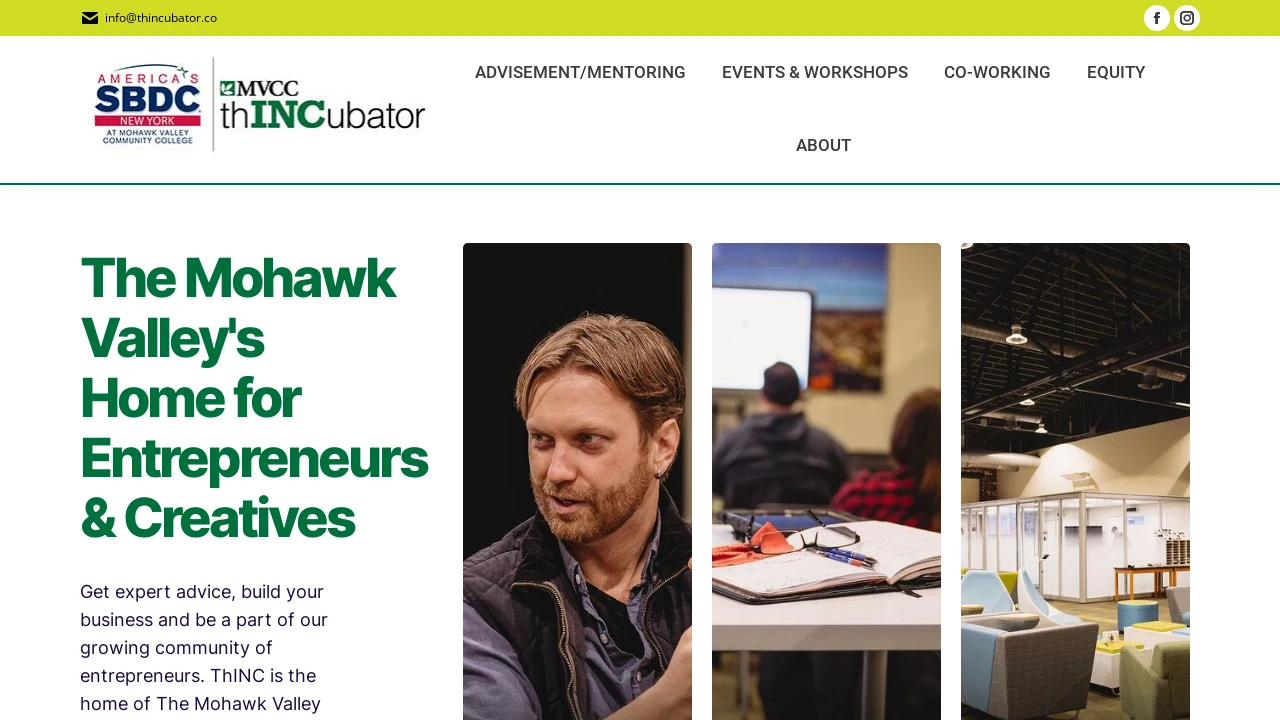 info@thincubator.co
AMERICA'S
SBDC
NEW YORK
AT MOHAWK VALLEY
COMMUNITY COLLEGE
MVCC
thINCubator
ADVISEMENT/MENTORING
EVENTS & WORKSHOPS
CO-WORKING
EQUITY
ABOUT
The Mohawk
Valley's
Home for
Entrepreneurs
& Creatives
Get expert advice, build your
business and be a part of our
growing community of
entrepreneurs. ThINC is the
home of The Mohawk Valley